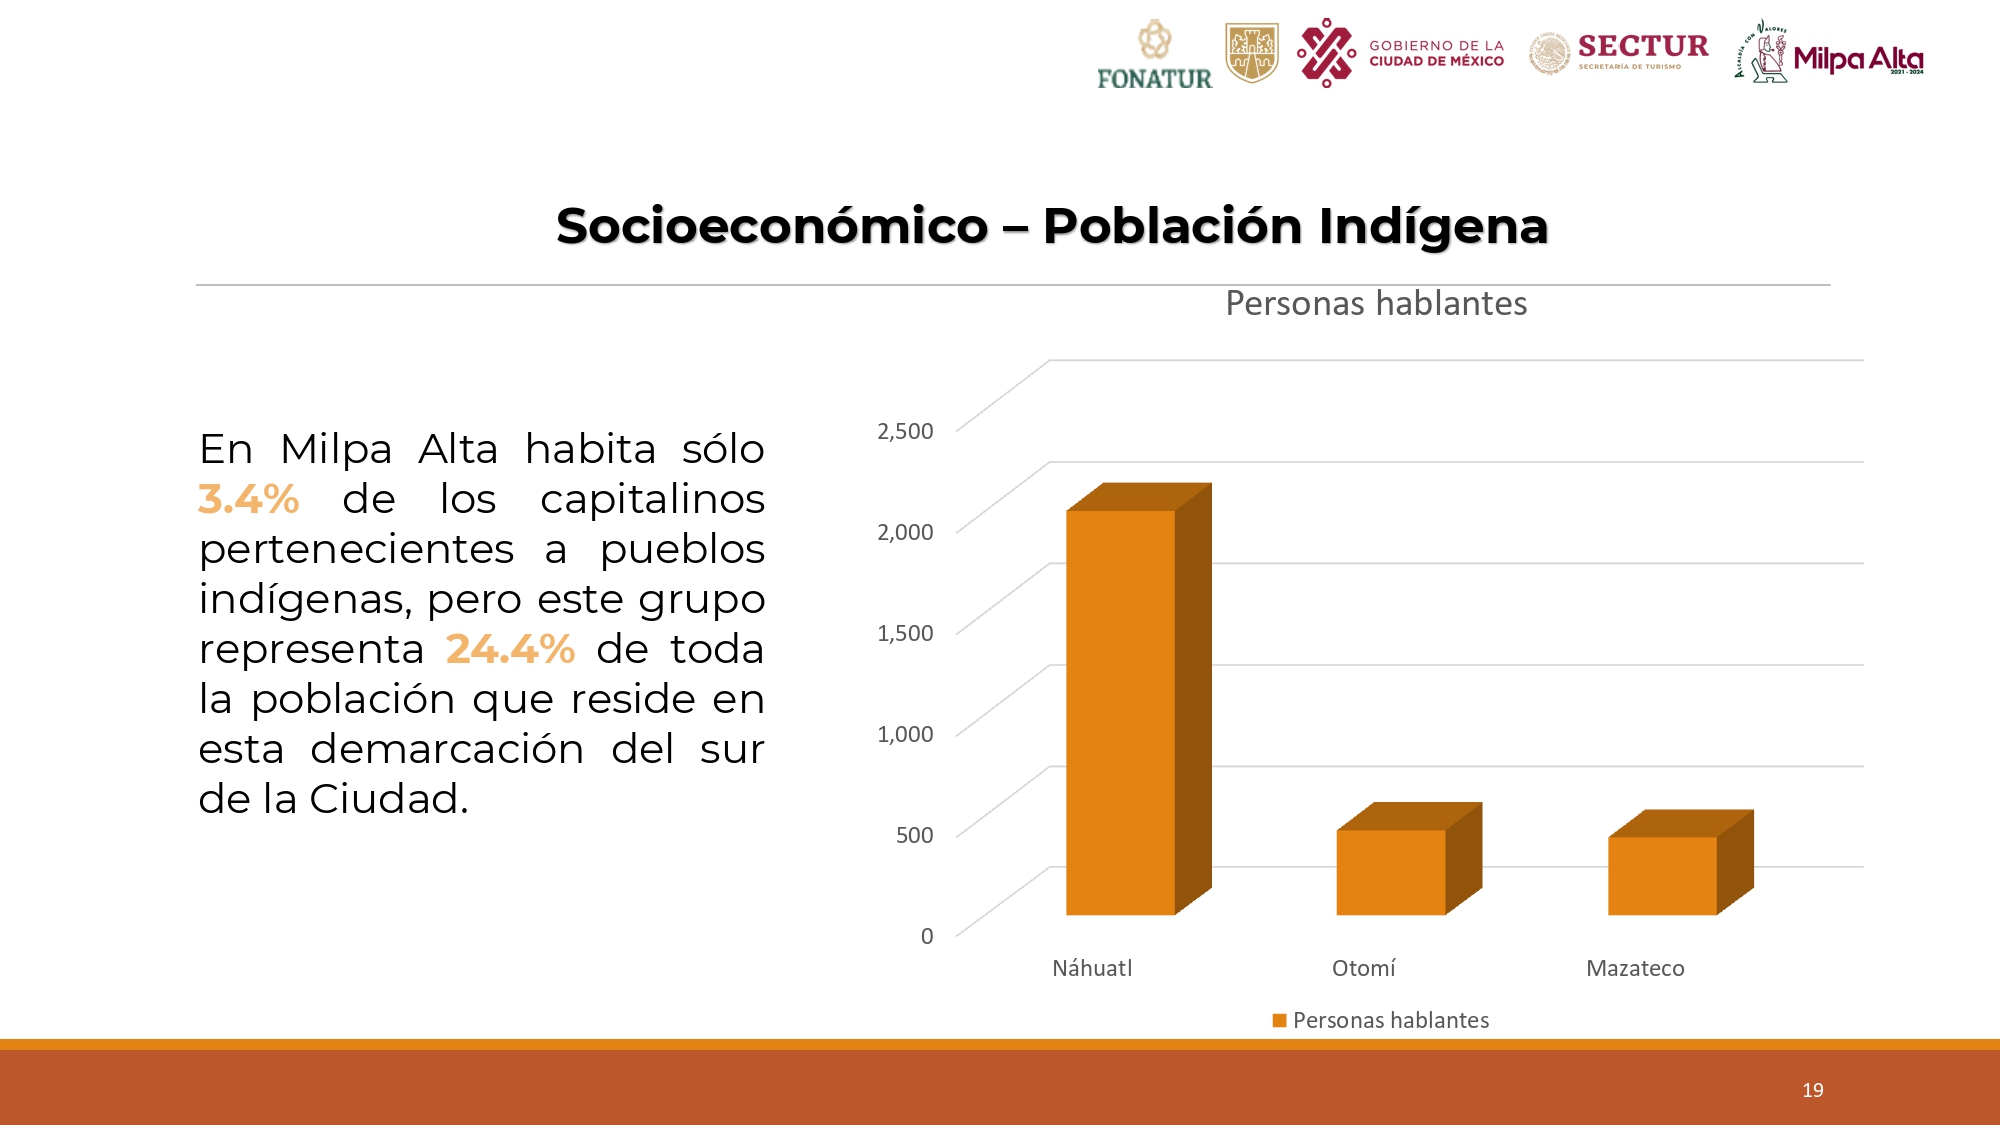 FONATUR
GOBIERNO DE LA
CIUDAD DE MÉXICO
SECTUR
SECRETARÍA DE TURISMO
ALCALDÍA CON VALORES
Milpa Alta
2021 - 2024
Socioeconómico – Población Indígena
En Milpa Alta habita sólo
3.4% de los capitalinos
pertenecientes a pueblos
indígenas, pero este grupo
representa 24.4% de toda
la población que reside en
esta demarcación del sur
de la Ciudad.
Personas hablantes
2,500
2,000
1,500
1,000
500
0
Náhuatl Otomí Mazateco
Personas hablantes
19